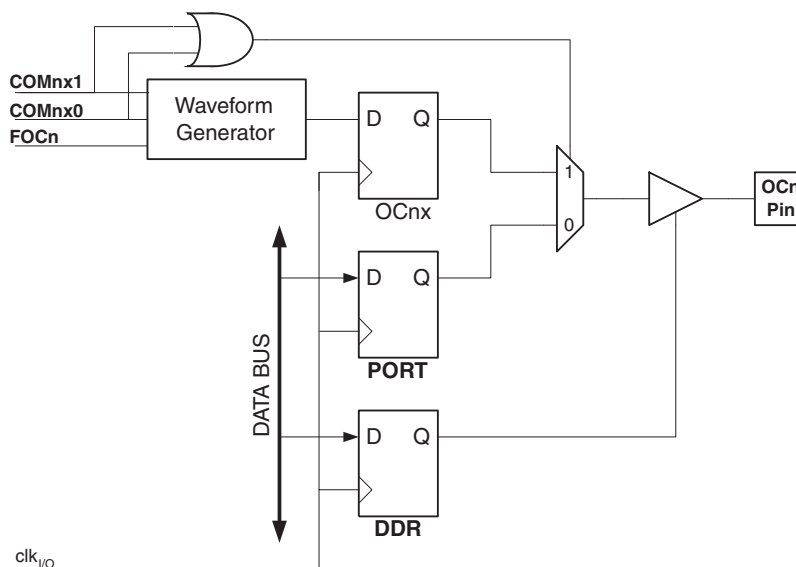 COMnx1
COMnx0
FOCn
Waveform
Generator
D Q
OCnx
1
0
OCn
Pin
D Q
PORT
DATA BUS
D Q
DDR
clkI/O